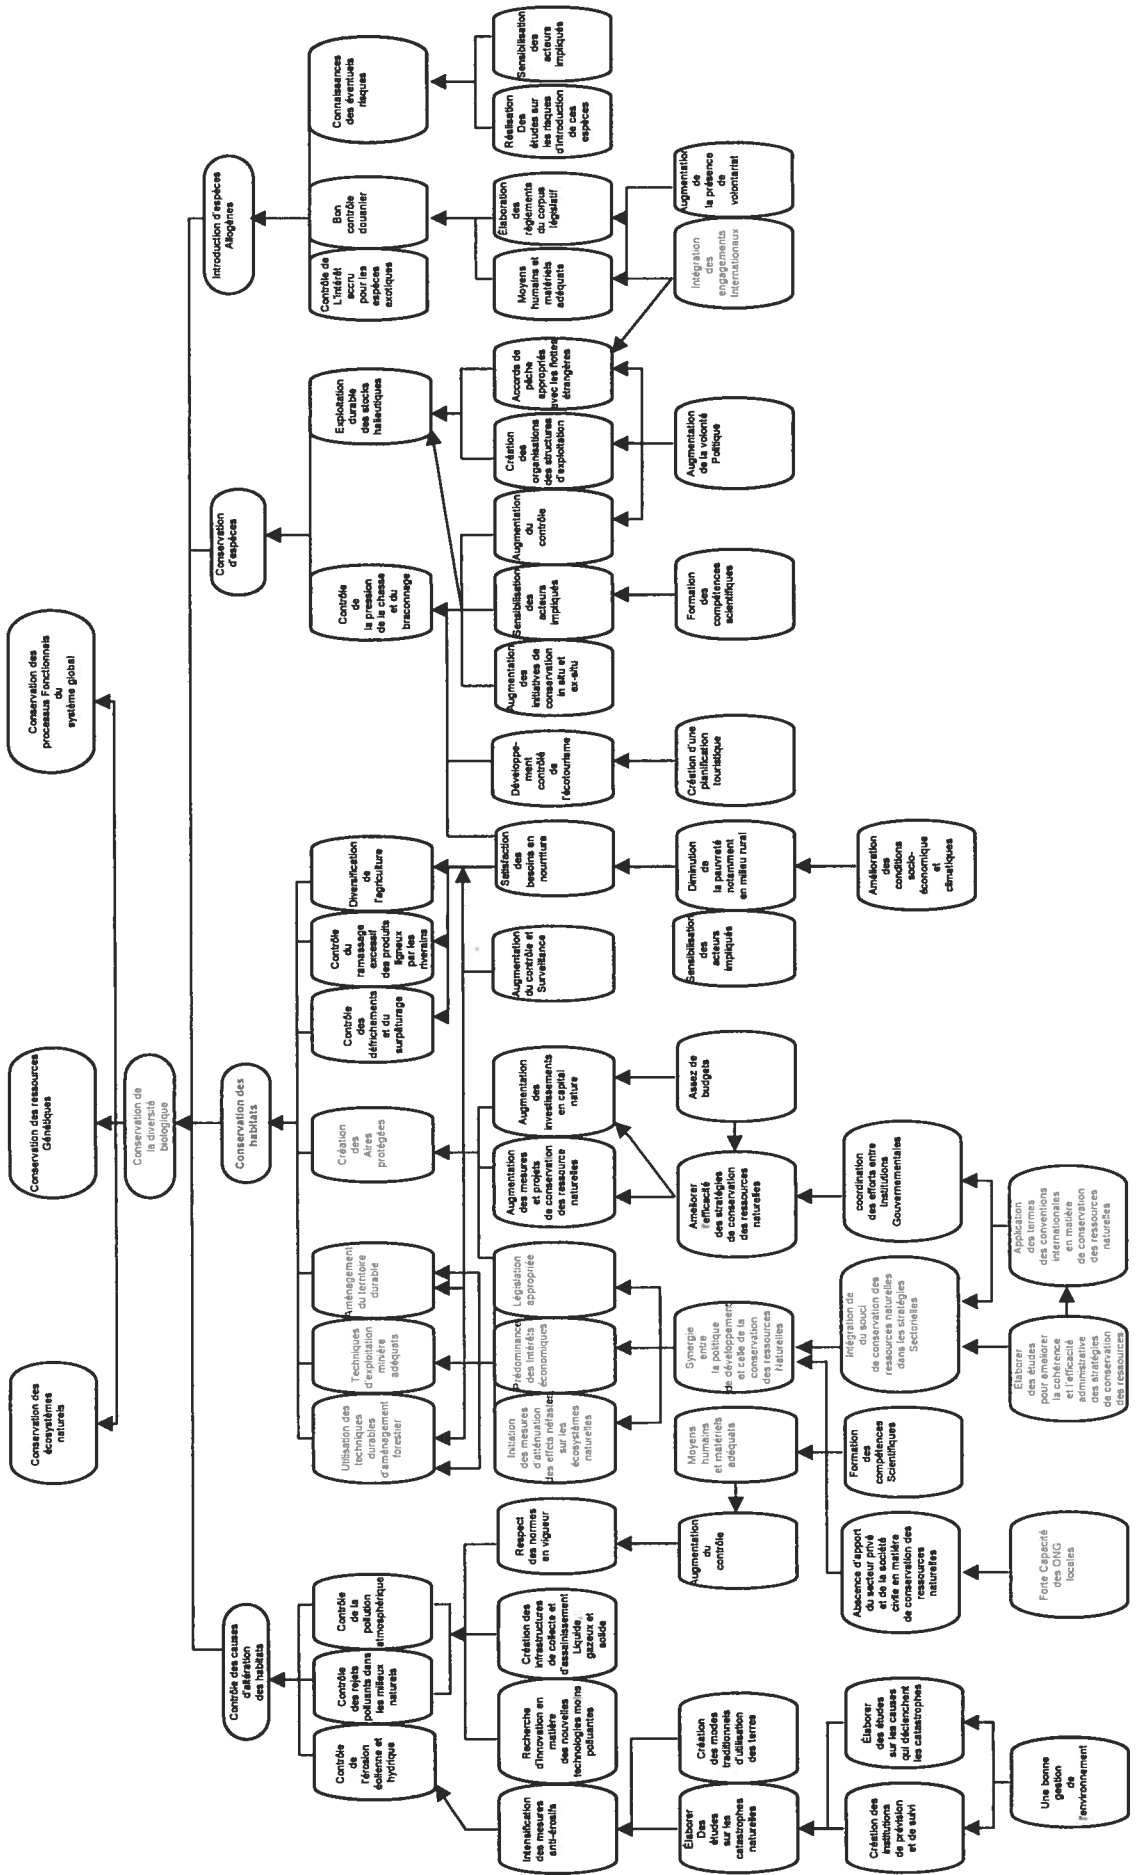 Conservation des
écosystèmes
naturels
Conservation des ressources
Génétiques
Conservation des
processus Fonctionnels
du
système global
Conservation de
la diversité
biologique
Contrôle des causes
d'altération
des habitats
Conservation des
habitats
Conservation
d'espèces
Introduction d'espèces
Allogènes
Contrôle
de
l'érosion
éolienne et
hydrique
Contrôle
des rejets
polluants dans
les milieux
naturels
Contrôle
de la
pollution
atmosphérique
Utilisation des
techniques
durables
d'aménagement
forestier
Techniques
d'exploitation
minière
adéquats
Aménagement
du territoire
durable
Création
des
Aires
protégées
Contrôle
des
défrichements
et du
surpâturage
Contrôle
du
ramassage
excessif
des produits
ligneux
par les
riverains
Diversification
de
l'agriculture
Contrôle
de
la pression
de la chasse
et du
braconnage
Exploitation
durable
des stocks
halieutiques
Contrôle de
L'intérêt
accru
pour les
espèces
exotiques
Bon
contrôle
douanier
Connaissances
des éventuels
risques
Intensification
des mesures
anti-érosifs
Recherche
d'innovation en
matière
des nouvelles
technologies moins
polluantes
Création des
infrastructures
de collecte et
d'assainissement
Liquide,
gazeux et
solide
Respect
des normes
en vigueur
Initiation
des mesures
d'atténuation
des effets néfastes
sur les
écosystèmes
naturelles
Prédominance
des intérêts
économiques
Législation
appropriée
Augmentation
des mesures
et projets
de conservation
des ressource
naturelles
Augmentation
des
investissements
en capital
nature
Augmentation
du contrôle et
Surveillance
Satisfaction
des
besoins en
nourriture
Développe-
ment
contrôlé
de
l'écotourisme
Augmentation
des
initiatives de
conservation
in situ et
ex-situ
Sensibilisation
des
acteurs
impliqués
Augmentation
du
contrôle
Création
des
organisations
des structures
d'exploitation
Accords de
pêche
appropriés
avec les flottes
étrangères
Moyens
humains et
matériels
adéquats
Élaboration
des
règlements
du corpus
législatif
Réalisation
Des
études sur
les risques
d'introduction
de ces
espèces
Sensibilisation
des
acteurs
impliqués
Élaborer
Des
études
sur les
catastrophes
naturelles
Création
des modes
traditionnels
d'utilisation
des terres
Augmentation
du
contrôle
Moyens
humains
et matériels
adéquats
Synergie
entre
la politique
de développement
et celle de la
conservation
des ressources
Naturelles
Ameliorer
l'efficacité
des stratégies
de conservation
des ressources
naturelles
Assez de
budgets
Sensibilisation
des
acteurs
impliqués
Diminution
de
la pauvreté
notamment
en milieu rural
Création d'une
planification
touristique
Formation
des
compétences
scientifiques
Augmentation
de la volonté
Politique
Intégration
des
engagements
Internationaux
Augmentation
de
la présence
de
volontariat
Création des
institutions
de prévision
et de suivi
Élaborer
des études
sur les causes
qui déclenchent
les catastrophes
Abscence d'apport
du secteur privé
et de la société
civile en matière
de conservation des
ressources
naturelles
Formation
des
compétences
Scientifiques
Intégration de
du souci
de conservation des
ressources naturelles
dans les stratégies
Sectorielles
coordination
des efforts entre
Institutions
Gouvernementales
Amélioration
des
conditions
socio-
économique
et
climatiques
Une bonne
gestion
de
l'environnement
Forte Capacité
des ONG
locales
Elaborer
des études
pour ameliorer
la cohérence
et l'efficacité
administrative
des stratégies
de conservation
des ressources
Application
des termes
des conventions
internationales
en matière
de conservation
des ressources
naturelles